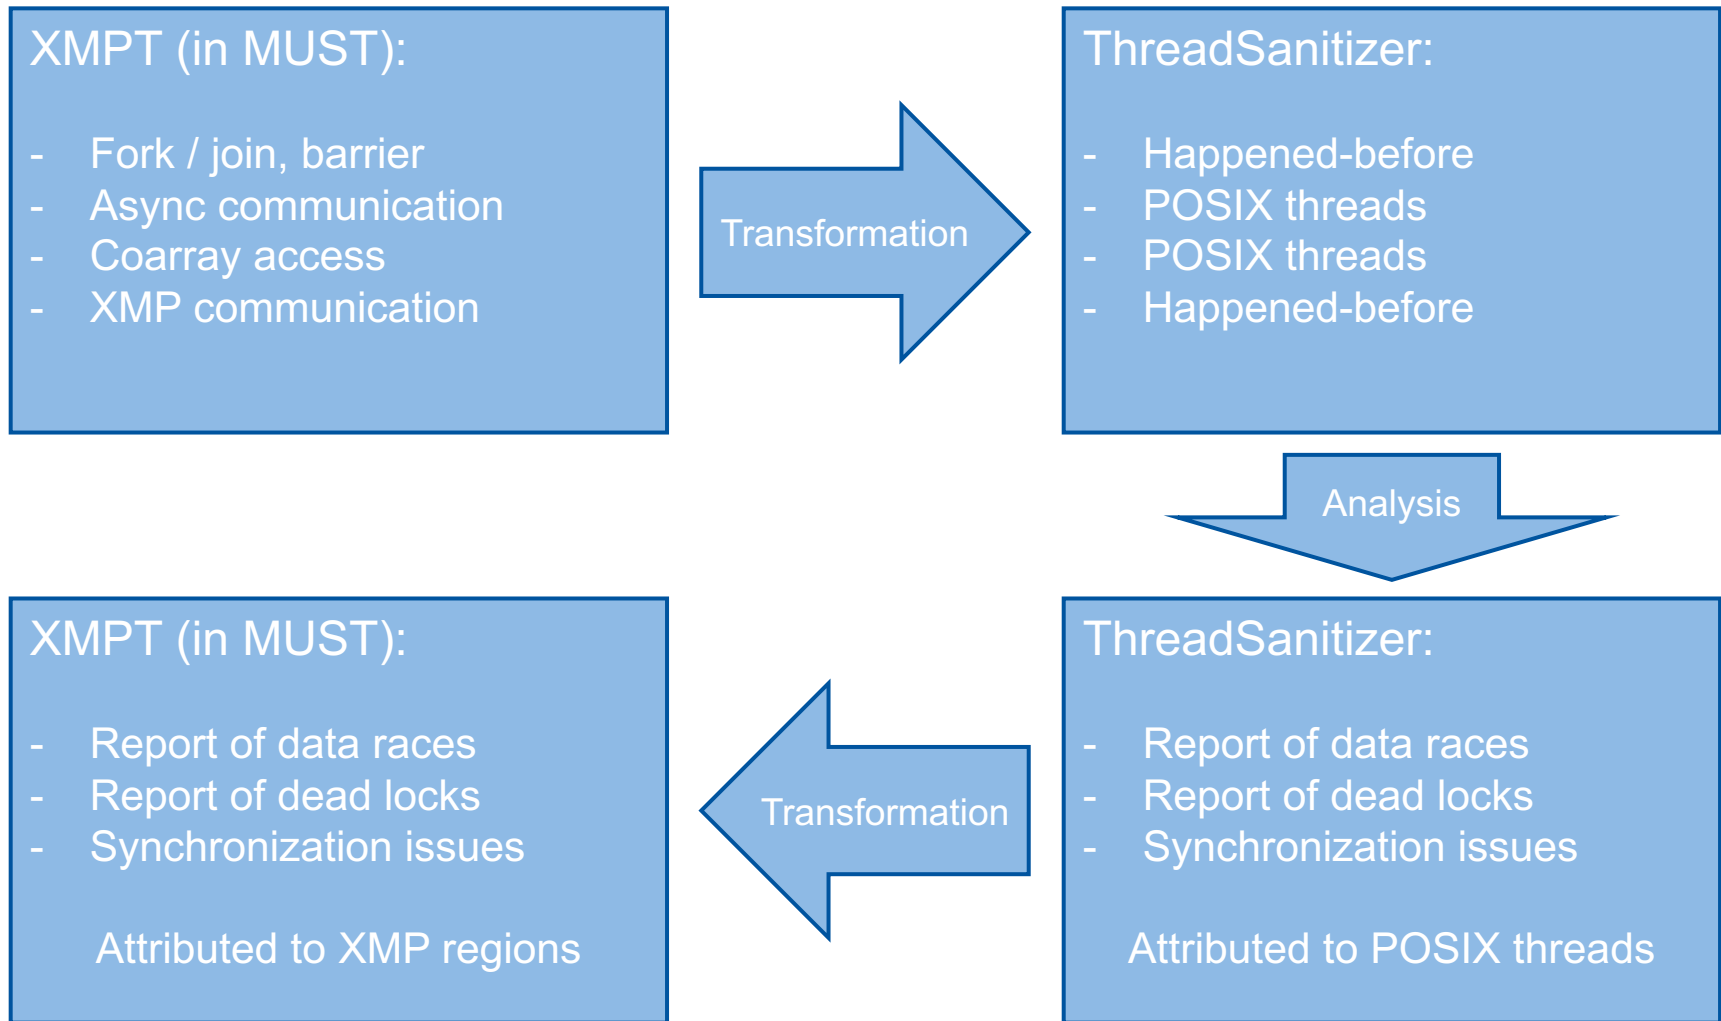 XMPT (in MUST):
- Fork / join, barrier
- Async communication
- Coarray access
- XMP communication
Transformation
ThreadSanitizer:
- Happened-before
- POSIX threads
- POSIX threads
- Happened-before
Analysis
XMPT (in MUST):
- Report of data races
- Report of dead locks
- Synchronization issues
Attributed to XMP regions
Transformation
ThreadSanitizer:
- Report of data races
- Report of dead locks
- Synchronization issues
Attributed to POSIX threads